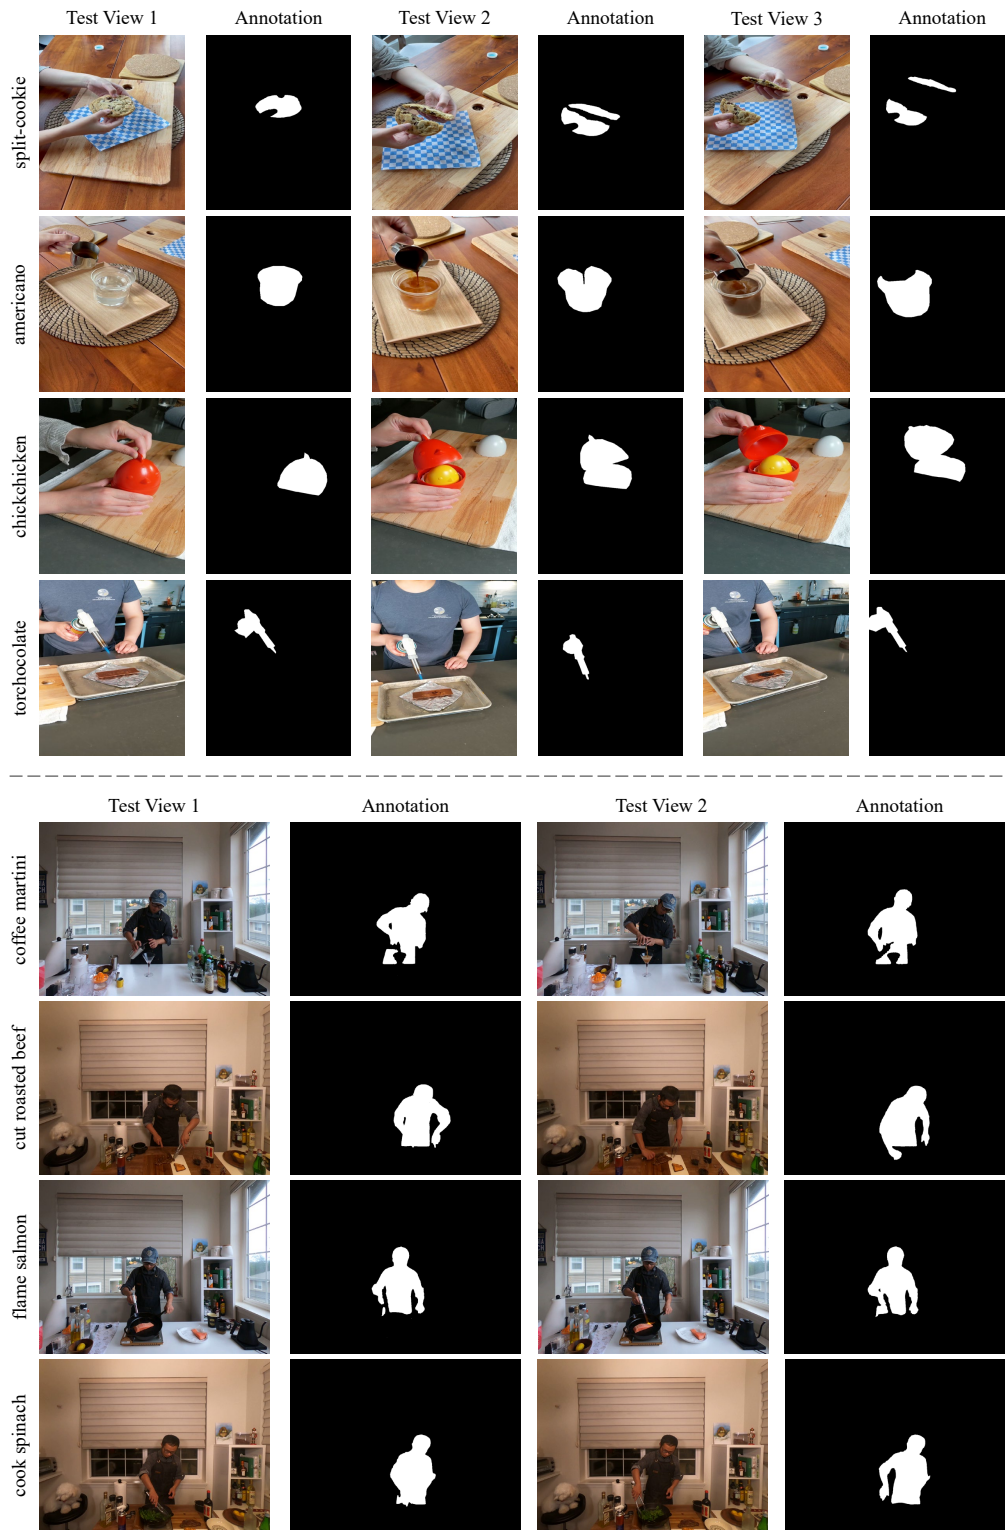 Test View 1 Annotation Test View 2 Annotation Test View 3 Annotation
split-cookie
americano
chickchicken
torchocolate
Test View 1 Annotation Test View 2 Annotation
coffee martini
cut roasted beef
flame salmon
cook spinach